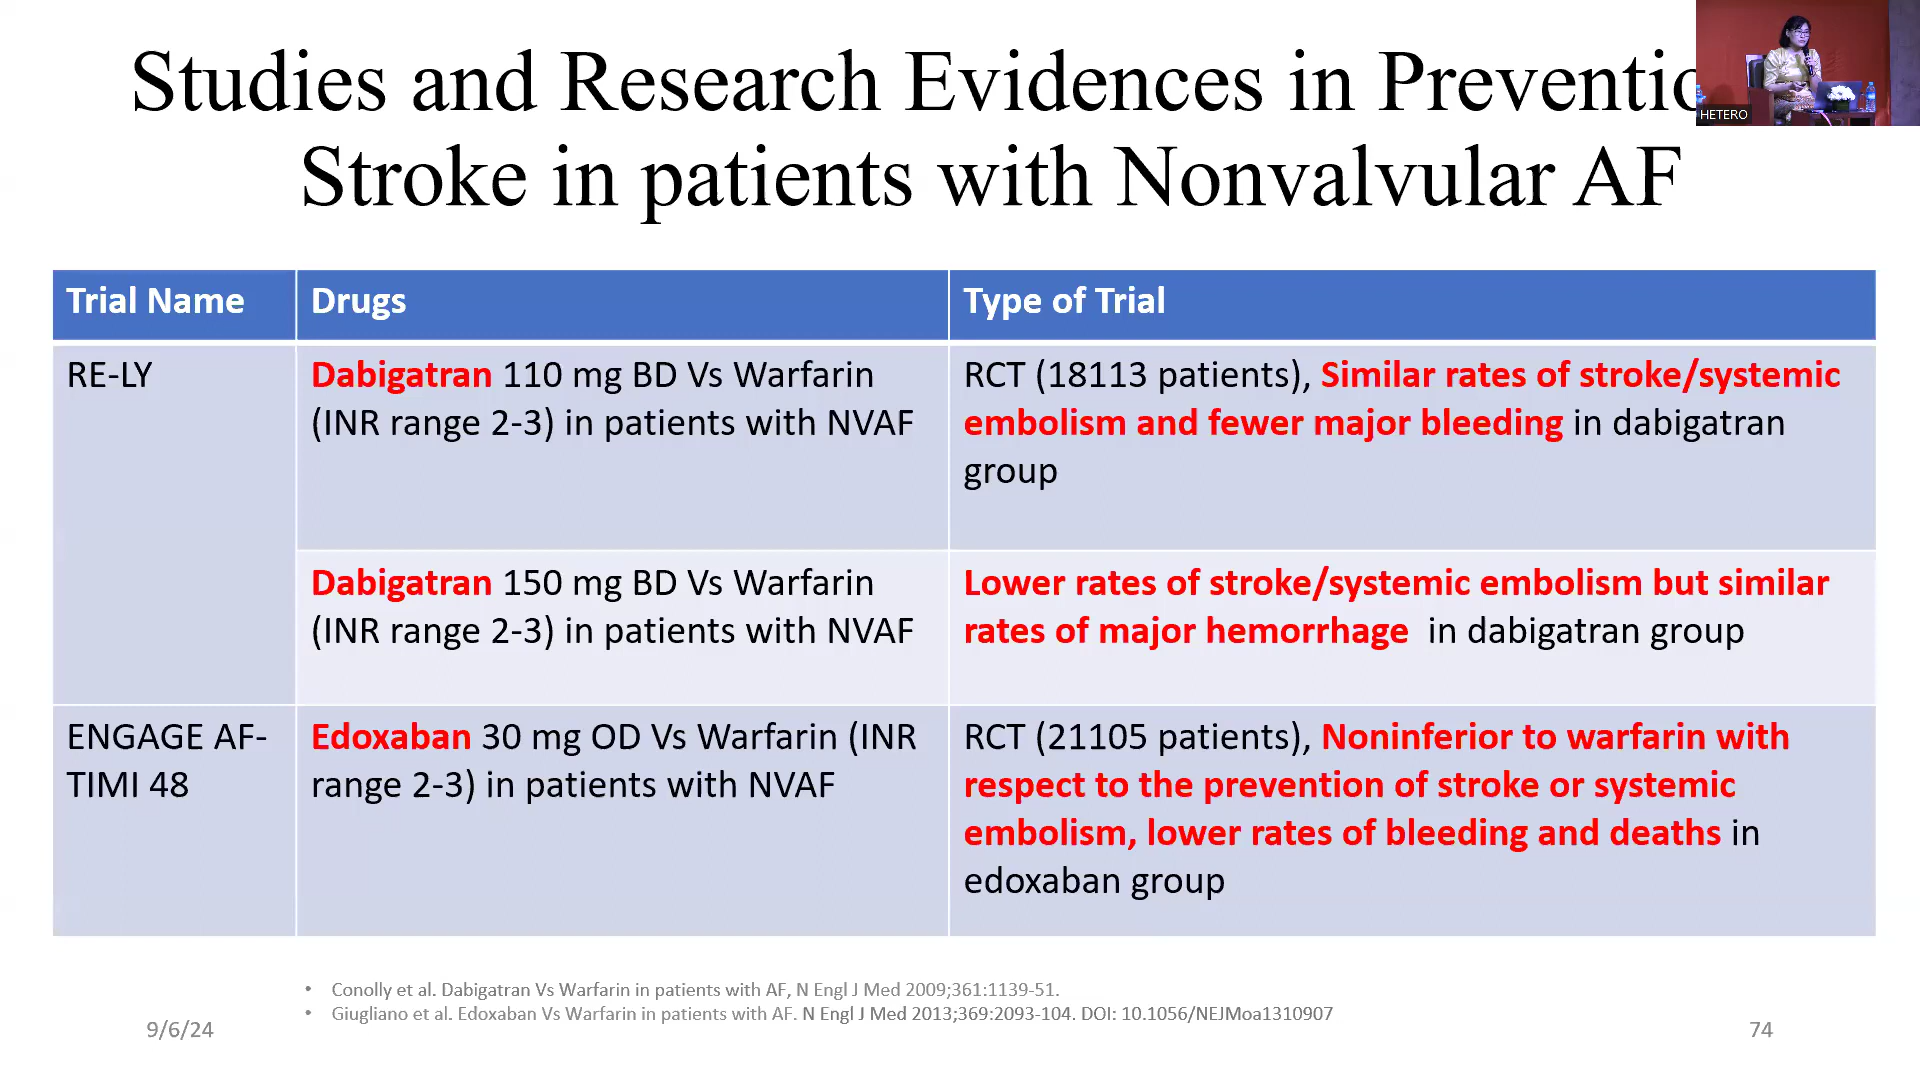 Studies and Research Evidences in Preventio
HETERO
Stroke in patients with Nonvalvular AF
Trial Name
Drugs
Type of Trial
RE-LY
Dabigatran 110 mg BD Vs Warfarin
(INR range 2-3) in patients with NVAF
RCT (18113 patients), Similar rates of stroke/systemic
embolism and fewer major bleeding in dabigatran
group
Dabigatran 150 mg BD Vs Warfarin
(INR range 2-3) in patients with NVAF
Lower rates of stroke/systemic embolism but similar
rates of major hemorrhage in dabigatran group
ENGAGE AF-
TIMI 48
Edoxaban 30 mg OD Vs Warfarin (INR
range 2-3) in patients with NVAF
RCT (21105 patients), Noninferior to warfarin with
respect to the prevention of stroke or systemic
embolism, lower rates of bleeding and deaths in
edoxaban group
• Conolly et al. Dabigatran Vs Warfarin in patients with AF, N Engl J Med 2009;361:1139-51.
• Giugliano et al. Edoxaban Vs Warfarin in patients with AF. N Engl J Med 2013;369:2093-104. DOI: 10.1056/NEJMoa1310907
9/6/24
74